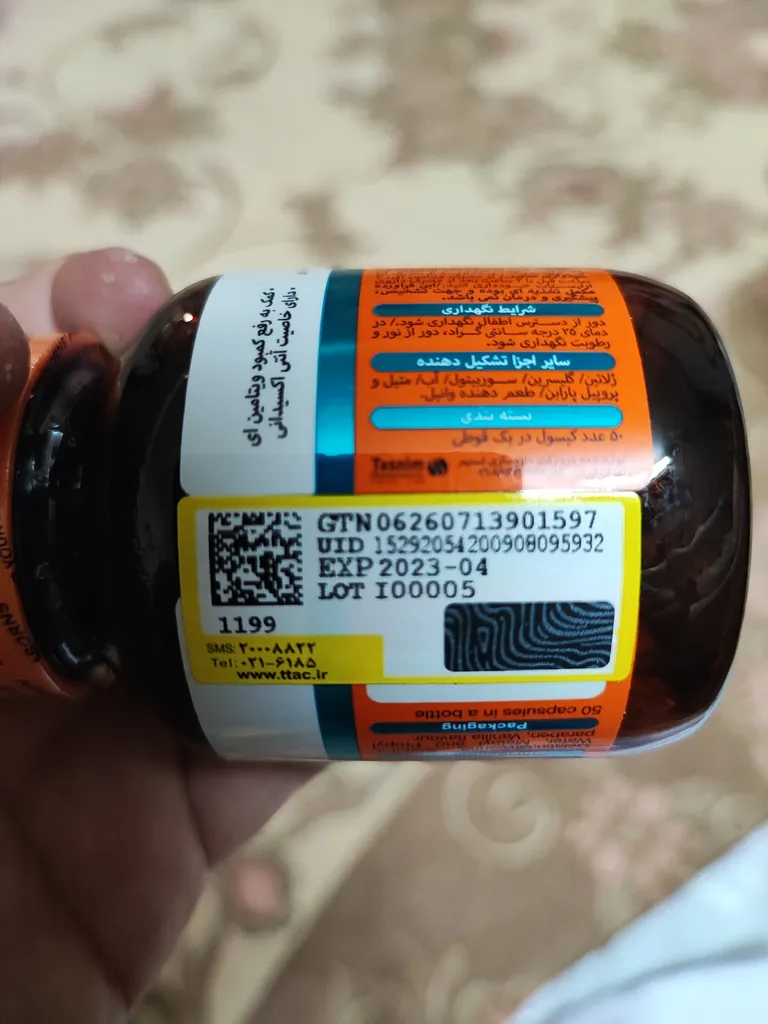 پیشگیری و درمان نمی باشد.
شرایط نگهداری
دور از دسترس اطفال نگهداری شود./ در
دمای ۲۵ درجه سانتی گراد، دور از نور و
رطوبت نگهداری شود.
سایر اجزا تشکیل دهنده
ژلاتین/ گلیسرین/ سوربیتول/ آب/ متیل و
پروپیل پارابن/ طعم دهنده وانیل.
بسته بندی
۵۰ عدد کپسول در یک قوطی
Tasnim
کمک به رفع کمبود ویتامین ای
دارای خاصیت آنتی اکسیدانی
GTN 06260713901597
UID 15292054200908095932
EXP 2023-04
LOT I00005
1199
SMS: ۲۰۰۰۸۸۲۲
Tel: ۰۲۱-۶۱۸۵
www.ttac.ir
50 capsules in a bottle
Packaging
paraben, Vanilla flavour.